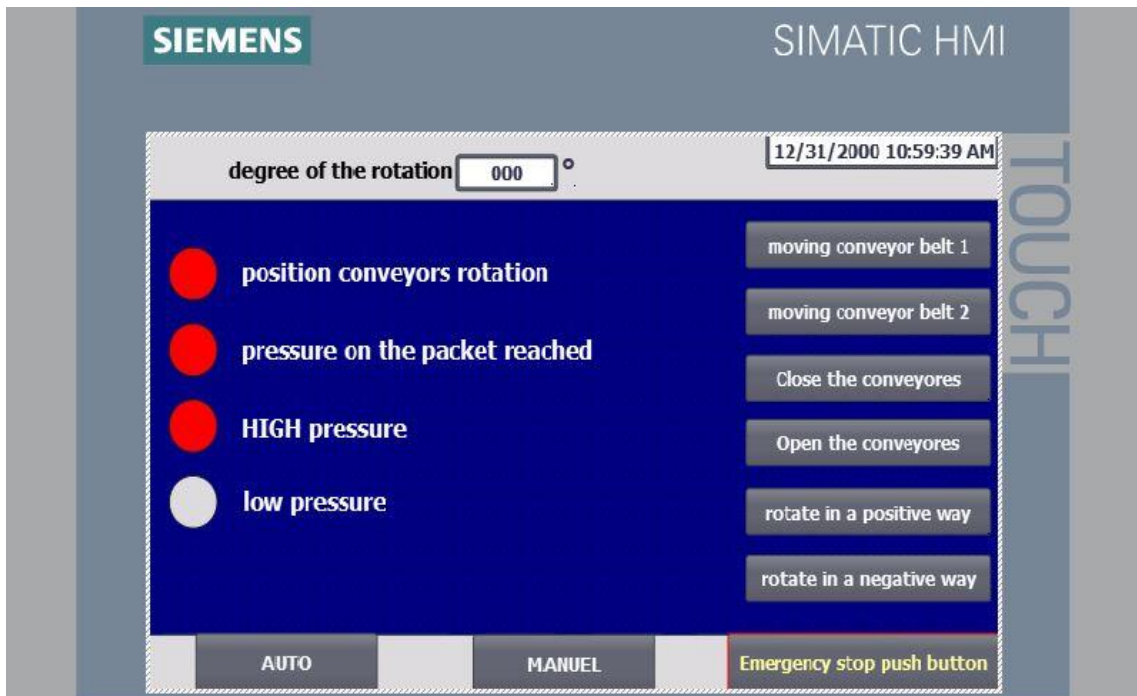 SIEMENS
SIMATIC HMI
TOUCH
degree of the rotation 000 °
12/31/2000 10:59:39 AM
position conveyors rotation
pressure on the packet reached
HIGH pressure
low pressure
moving conveyor belt 1
moving conveyor belt 2
Close the conveyores
Open the conveyores
rotate in a positive way
rotate in a negative way
AUTO
MANUEL
Emergency stop push button